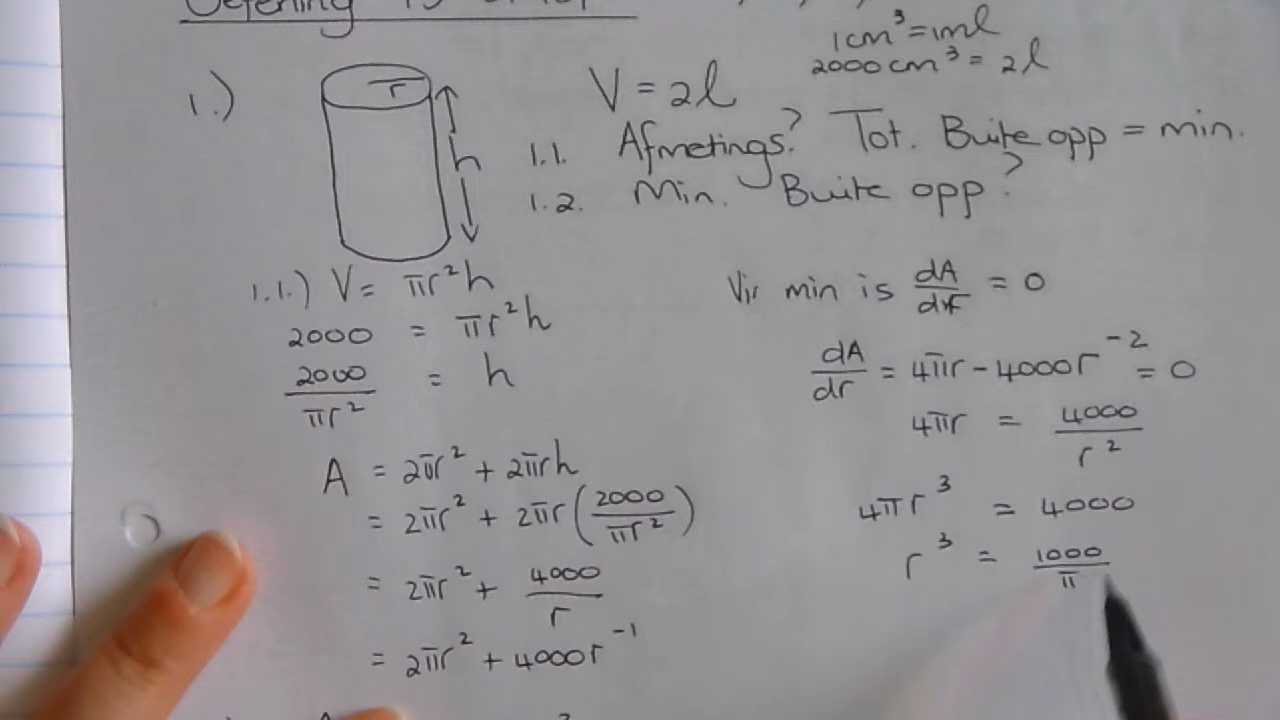 1.)
r
h
V = 2l
1cm³ = 1ml
2000cm³ = 2l
1.1. Afmetings? Tot. Buite opp = min.
1.2. Min. Buite opp?
1.1.) V = πr²h
2000 = πr²h
2000/πr² = h
A = 2πr² + 2πrh
= 2πr² + 2πr(2000/πr²)
= 2πr² + 4000/r
= 2πr² + 4000r⁻¹
Vir min is dA/dr = 0
dA/dr = 4πr - 4000r⁻² = 0
4πr = 4000/r²
4πr³ = 4000
r³ = 1000/π